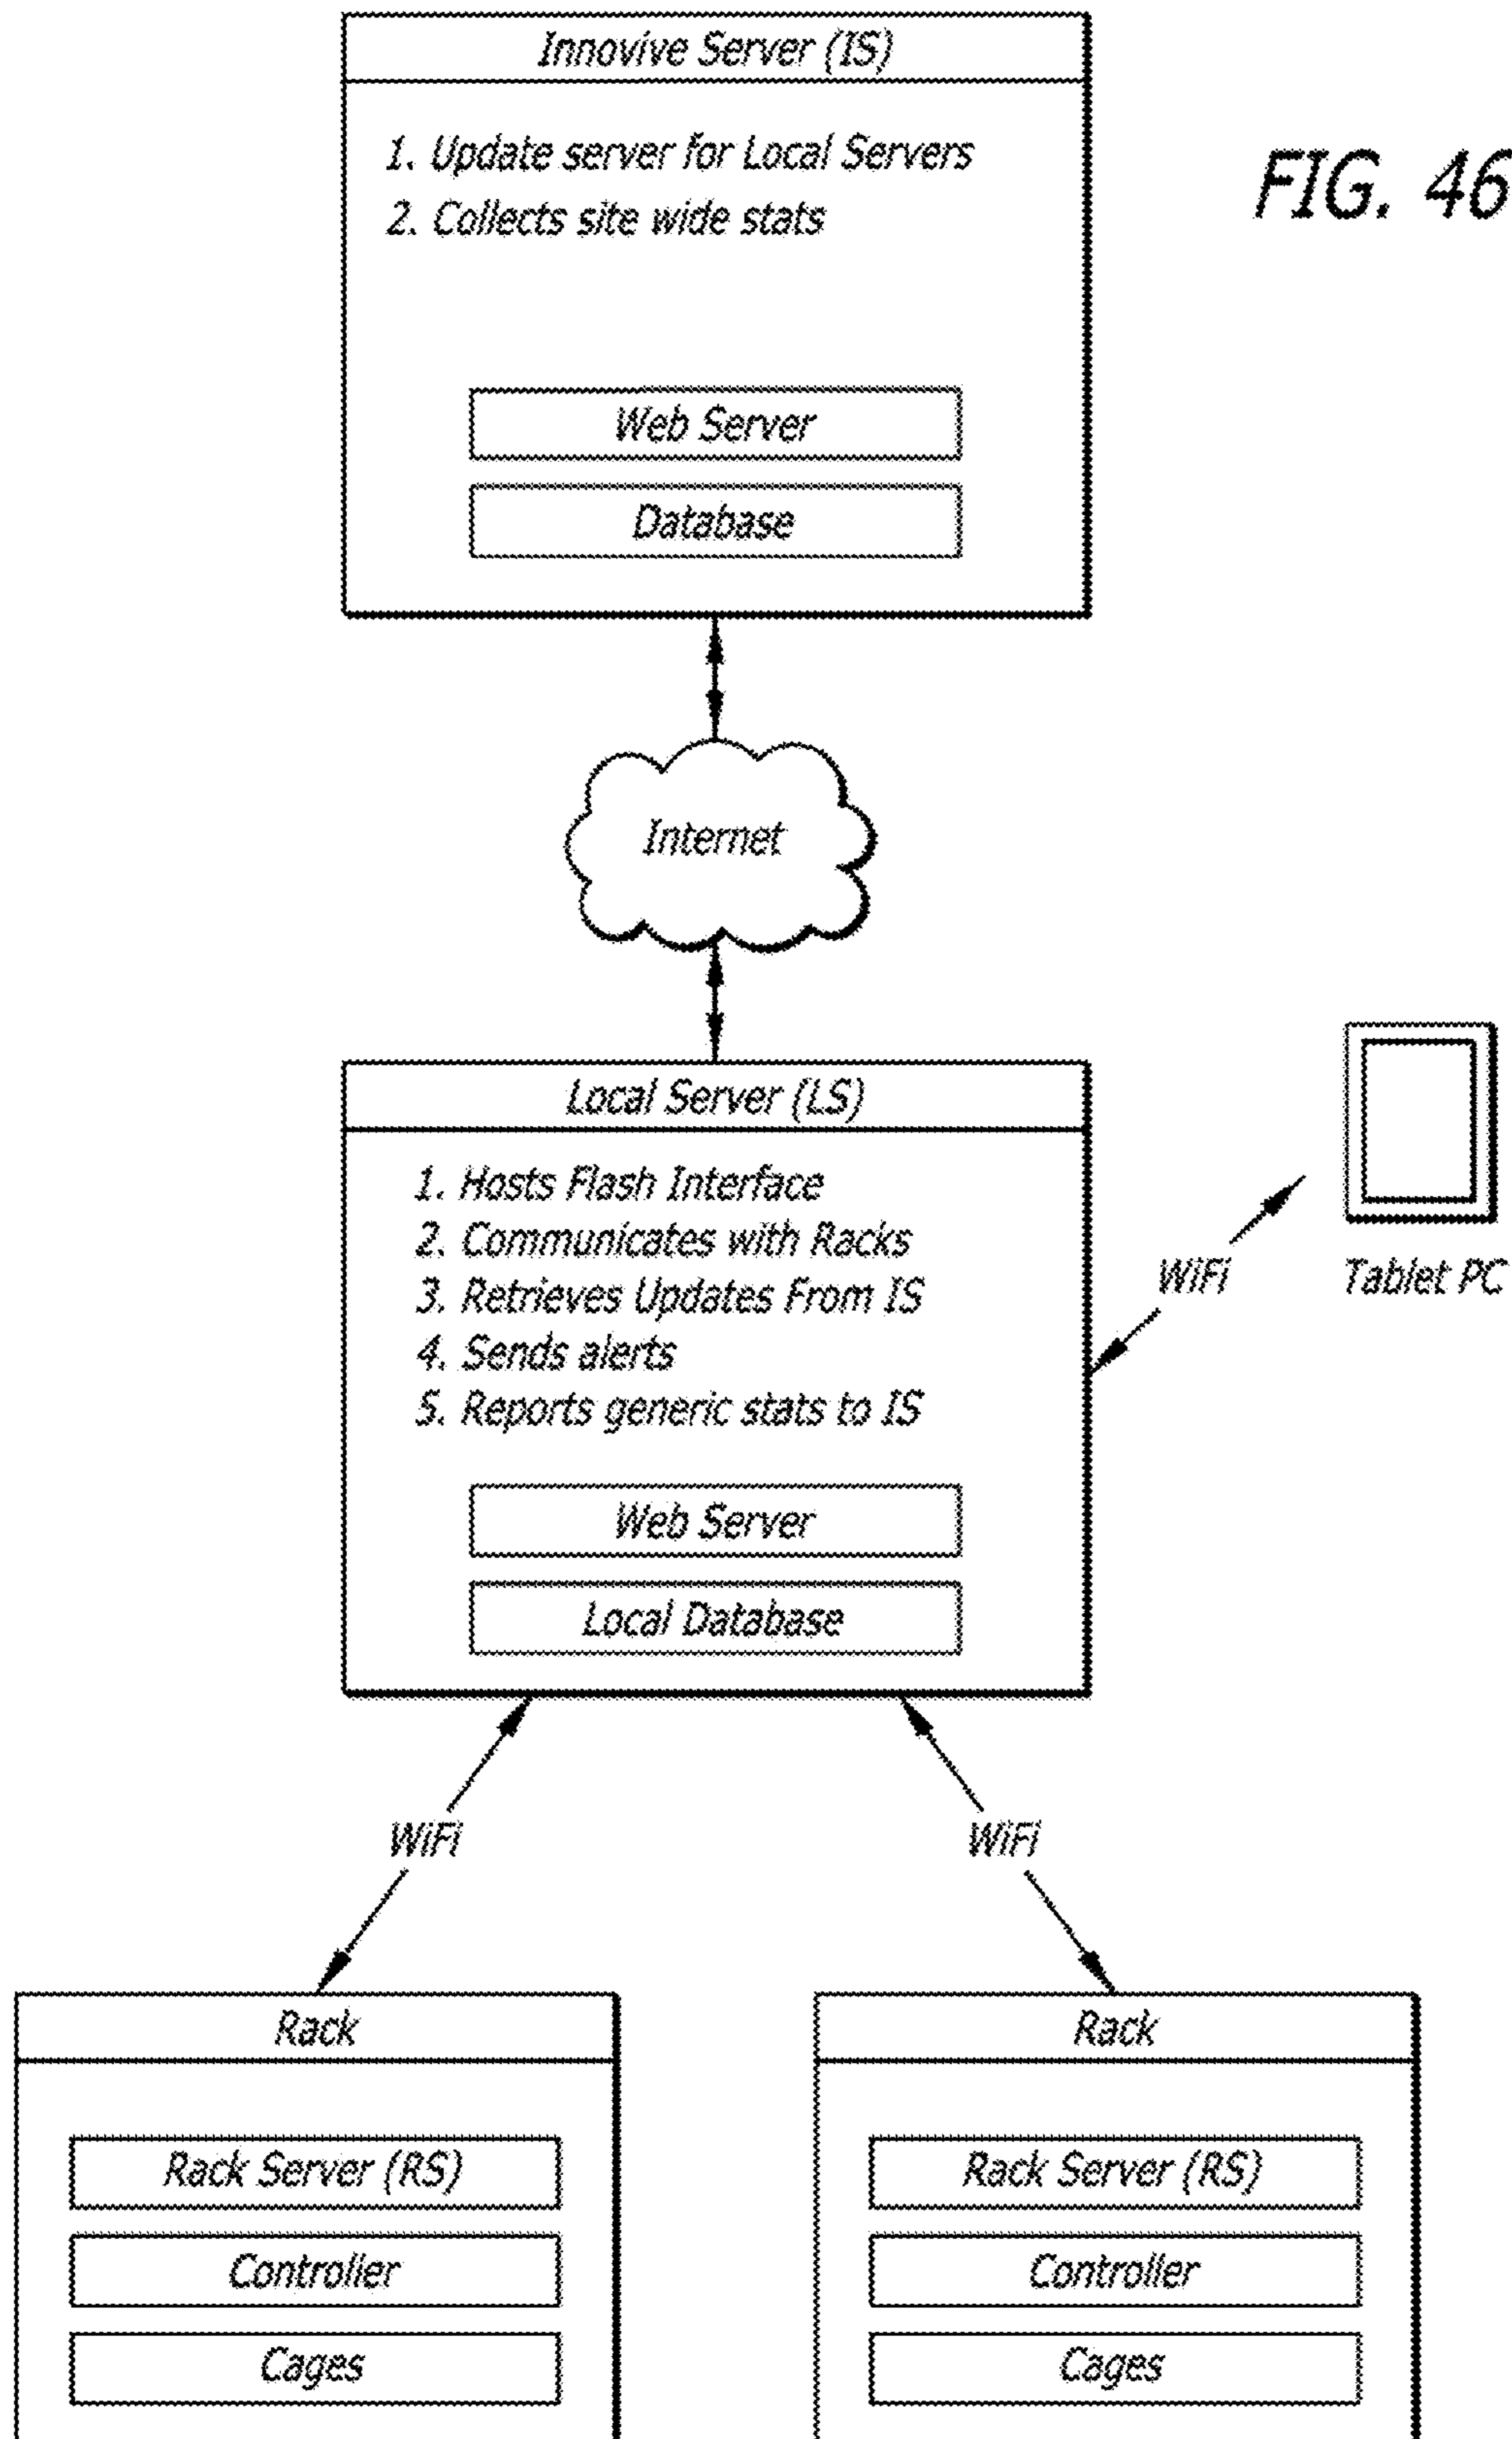 Innovive Server (IS)
1. Update server for Local Servers
2. Collects site wide stats
FIG. 46
Web Server
Database
Internet
Local Server (LS)
1. Hosts Flash Interface
2. Communicates with Racks
3. Retrieves Updates From IS
4. Sends alerts
5. Reports generic stats to IS
WiFi
Tablet PC
Web Server
Local Database
WiFi
WiFi
Rack
Rack Server (RS)
Controller
Cages
Rack
Rack Server (RS)
Controller
Cages